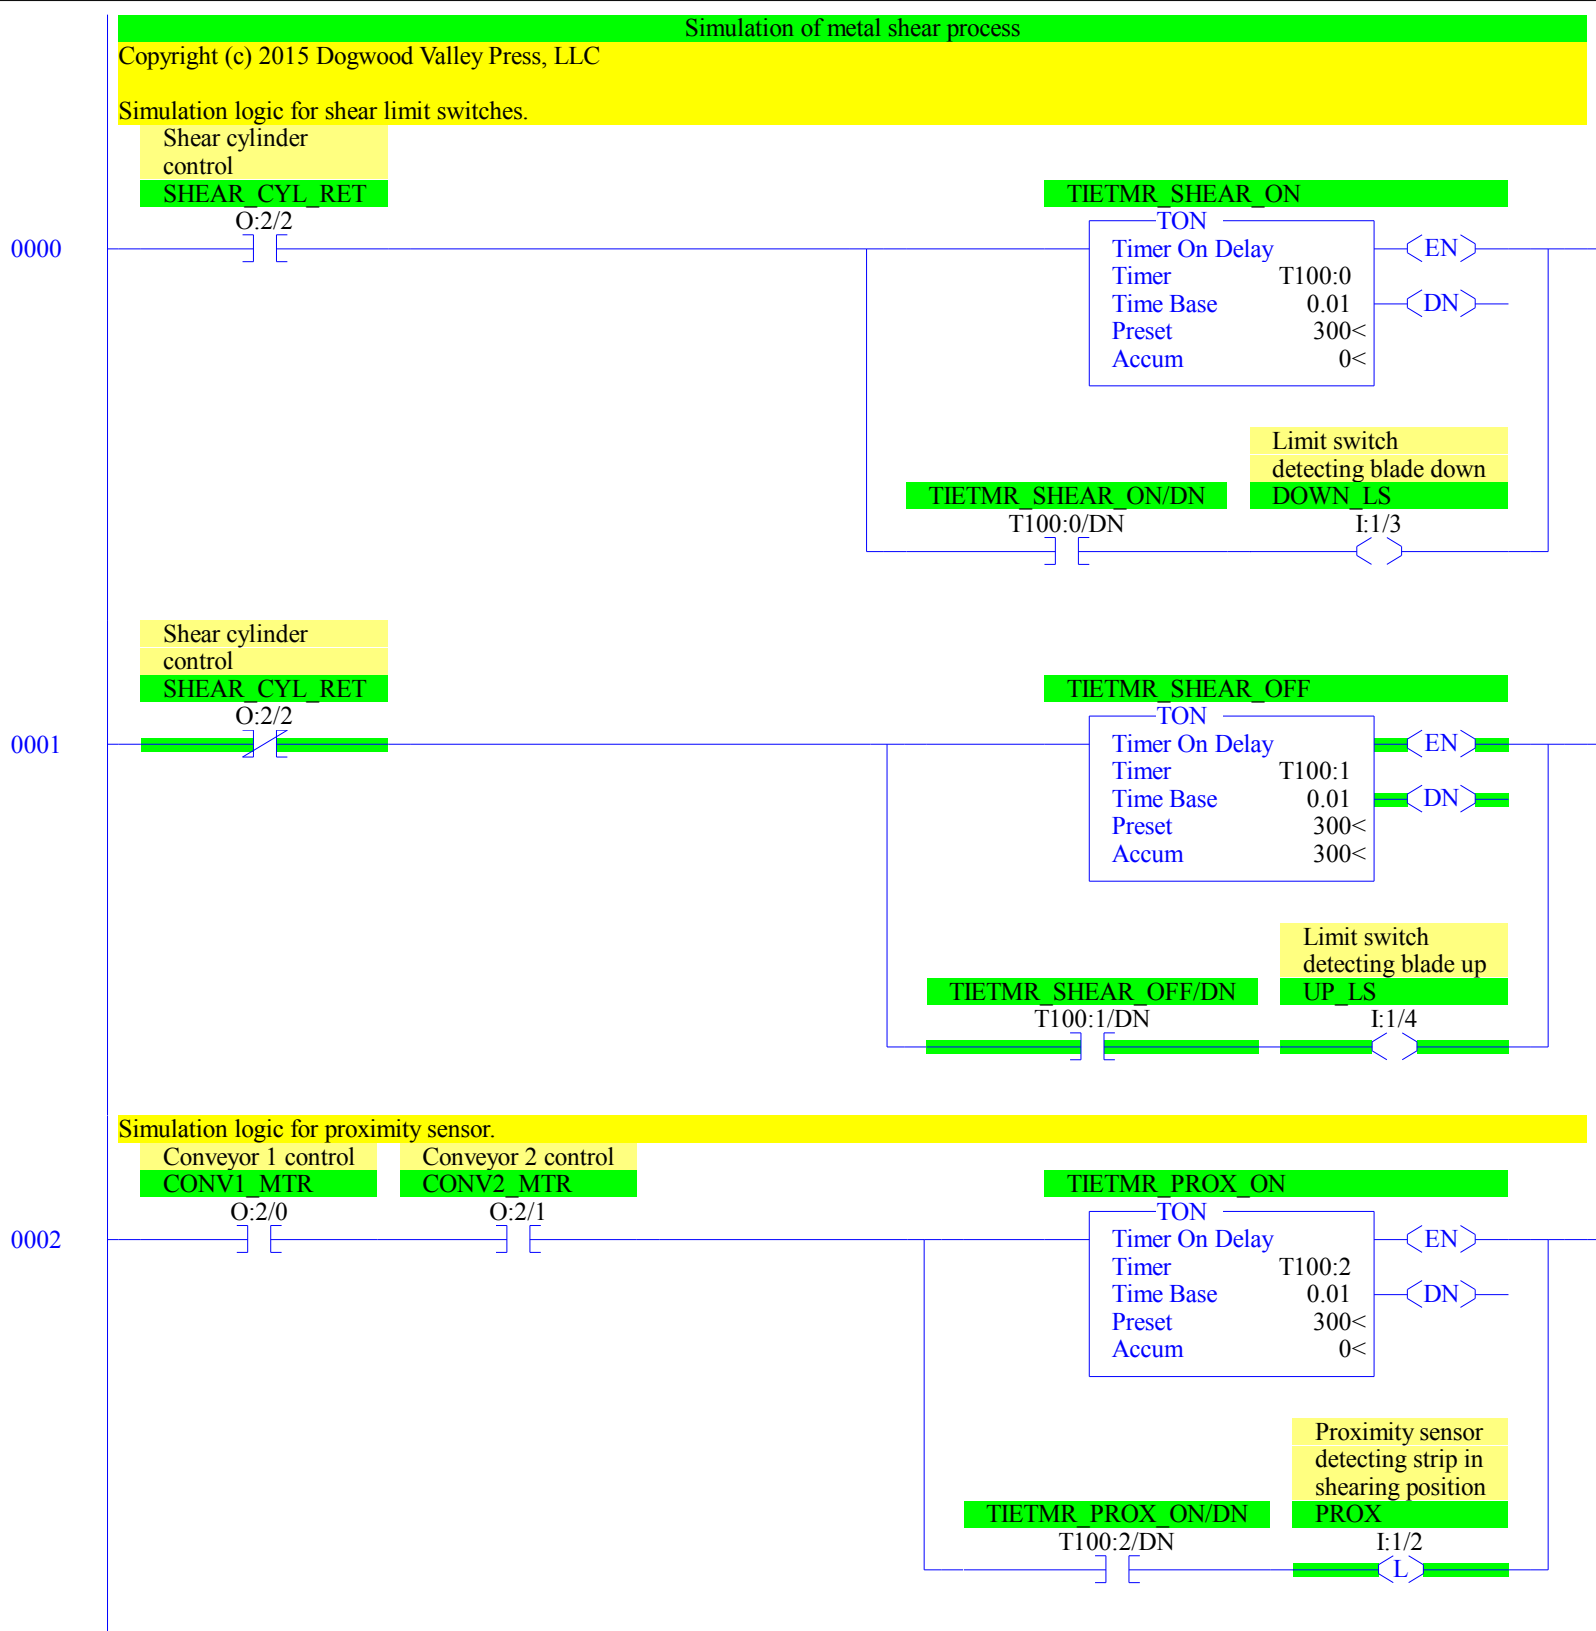 Simulation of metal shear process
Copyright (c) 2015 Dogwood Valley Press, LLC
Simulation logic for shear limit switches.
Shear cylinder
control
SHEAR_CYL_RET
O:2/2
0000
TIETMR_SHEAR_ON
TON
Timer On Delay
Timer T100:0
Time Base 0.01
Preset 300<
Accum 0<
EN
DN
Limit switch
detecting blade down
TIETMR_SHEAR_ON/DN DOWN_LS
T100:0/DN I:1/3
Shear cylinder
control
SHEAR_CYL_RET
O:2/2
0001
TIETMR_SHEAR_OFF
TON
Timer On Delay
Timer T100:1
Time Base 0.01
Preset 300<
Accum 300<
EN
DN
Limit switch
detecting blade up
TIETMR_SHEAR_OFF/DN UP_LS
T100:1/DN I:1/4
Simulation logic for proximity sensor.
Conveyor 1 control Conveyor 2 control
CONV1_MTR CONV2_MTR
O:2/0 O:2/1
0002
TIETMR_PROX_ON
TON
Timer On Delay
Timer T100:2
Time Base 0.01
Preset 300<
Accum 0<
EN
DN
Proximity sensor
detecting strip in
shearing position
TIETMR_PROX_ON/DN PROX
T100:2/DN I:1/2
L